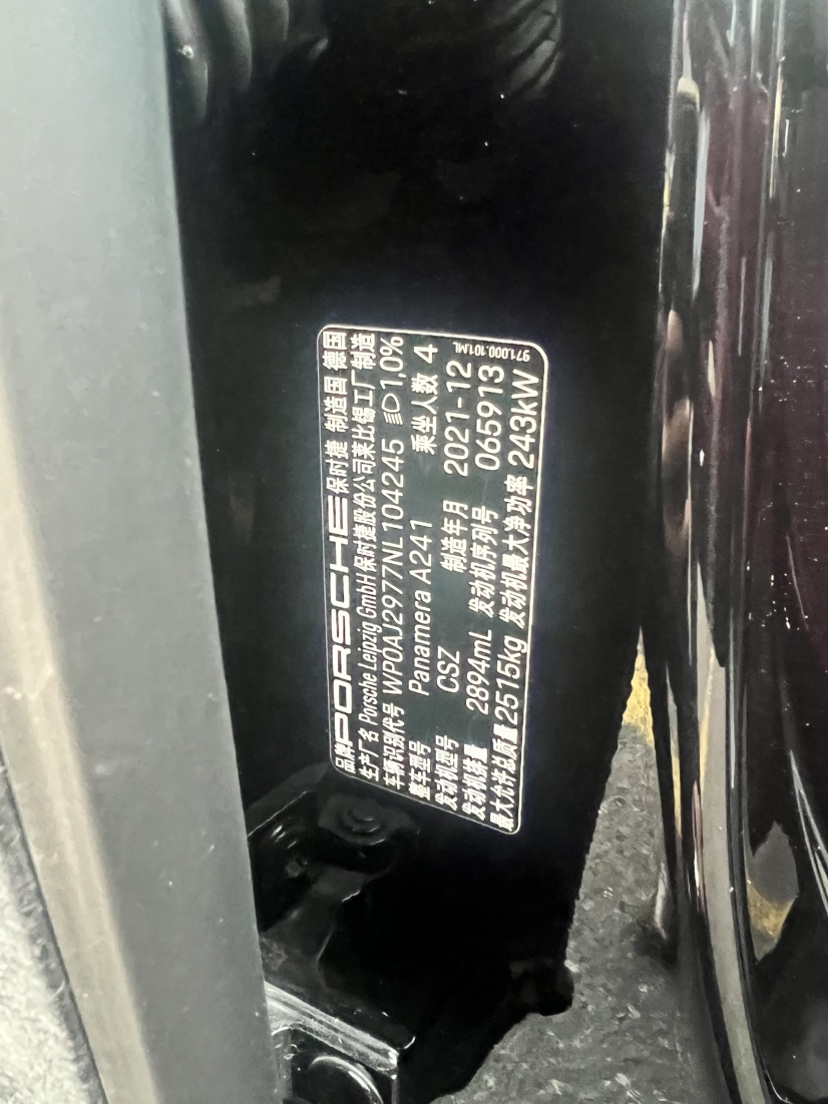 品牌 PORSCHE 保时捷 制造国 德国
生产厂名 Porsche Leipzig GmbH 保时捷股份公司莱比锡工厂制造
车辆识别代号 WP0AJ2977NL104245 1,0%
整车型号 Panamera A241 乘坐人数 4
发动机型号 CSZ 制造年月 2021-12
发动机排量 2894mL 发动机序列号 065913
最大允许总质量 2515kg 发动机最大净功率 243kW
971.000.101.ML